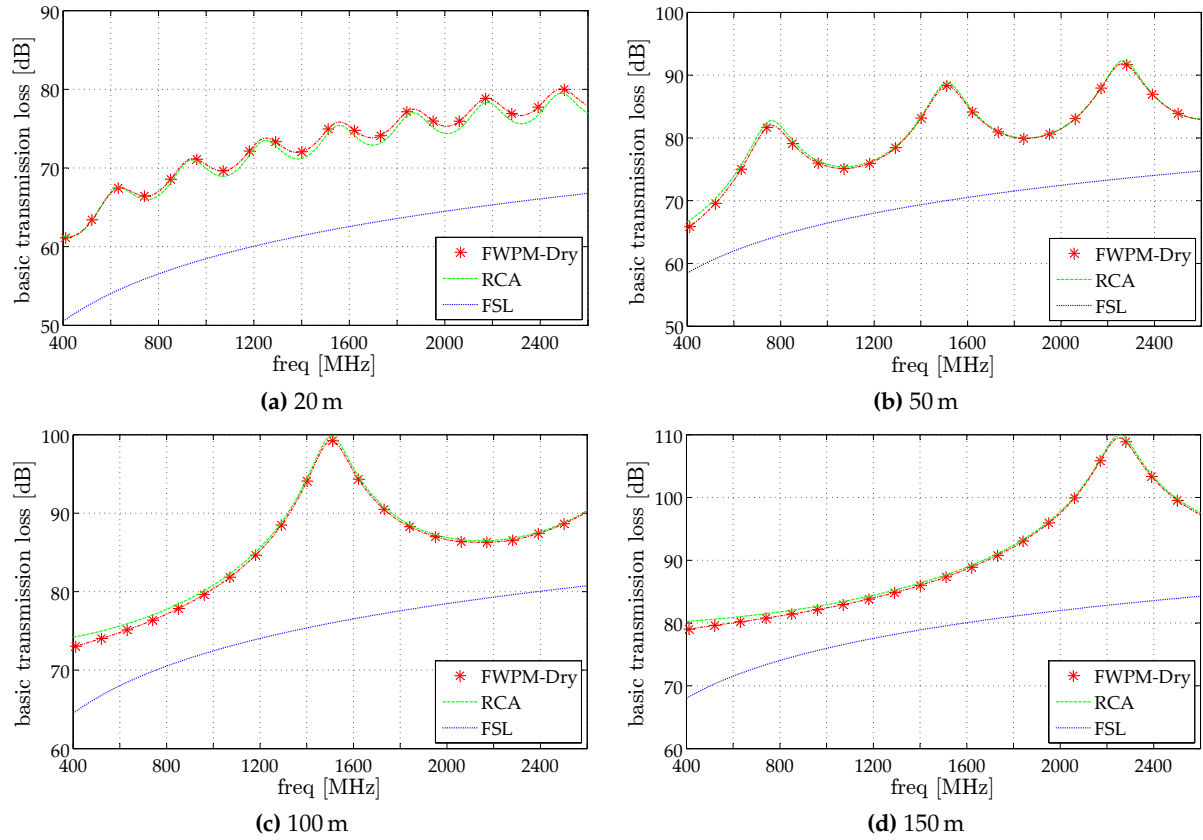 90
80
70
60
50
basic transmission loss [dB]
400 800 1200 1600 2000 2400
freq [MHz]
FWPM-Dry
RCA
FSL
(a) 20 m
100
90
80
70
60
50
basic transmission loss [dB]
400 800 1200 1600 2000 2400
freq [MHz]
FWPM-Dry
RCA
FSL
(b) 50 m
100
90
80
70
60
basic transmission loss [dB]
400 800 1200 1600 2000 2400
freq [MHz]
FWPM-Dry
RCA
FSL
(c) 100 m
110
100
90
80
70
60
basic transmission loss [dB]
400 800 1200 1600 2000 2400
freq [MHz]
FWPM-Dry
RCA
FSL
(d) 150 m